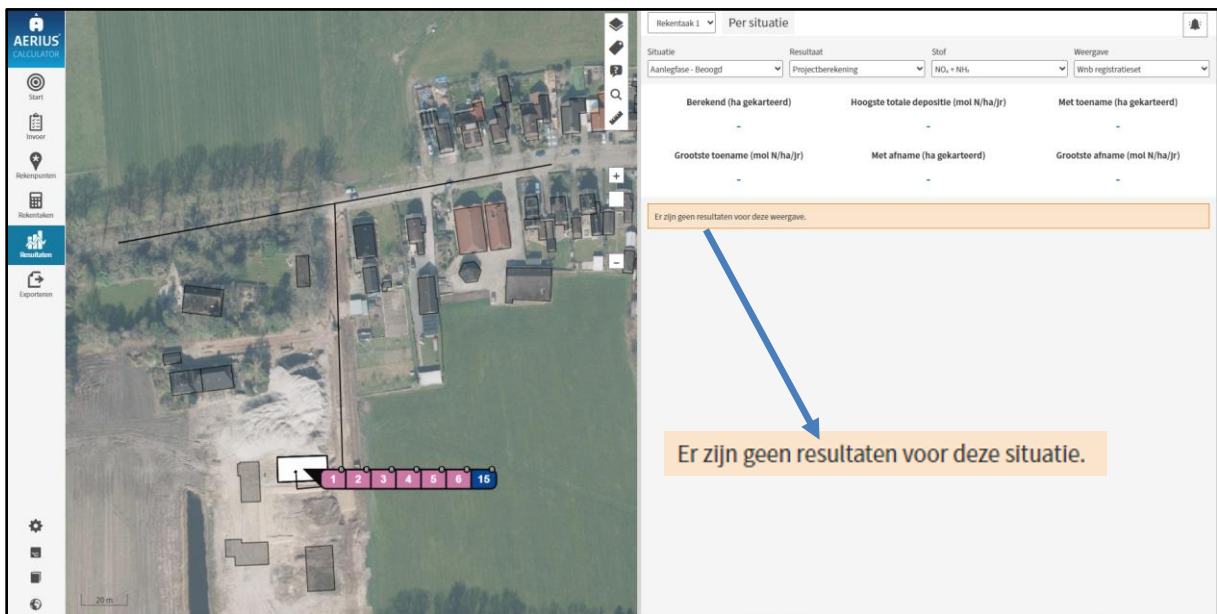 AERIUS
CALCULATOR
Start
Invoer
Rekenpunten
Rekentaken
Resultaten
Exporteren
+
-
1 2 3 4 5 6 15
20 m
Rekentaak 1 Per situatie
Situatie Resultaat Stof Weergave
Aanlegfase - Beoogd Projectberekening NOₓ + NH₃ Wnb registratieset
Berekend (ha gekarteerd) Hoogste totale depositie (mol N/ha/jr) Met toename (ha gekarteerd)
- - -
Grootste toename (mol N/ha/jr) Met afname (ha gekarteerd) Grootste afname (mol N/ha/jr)
- - -
Er zijn geen resultaten voor deze weergave.
Er zijn geen resultaten voor deze situatie.